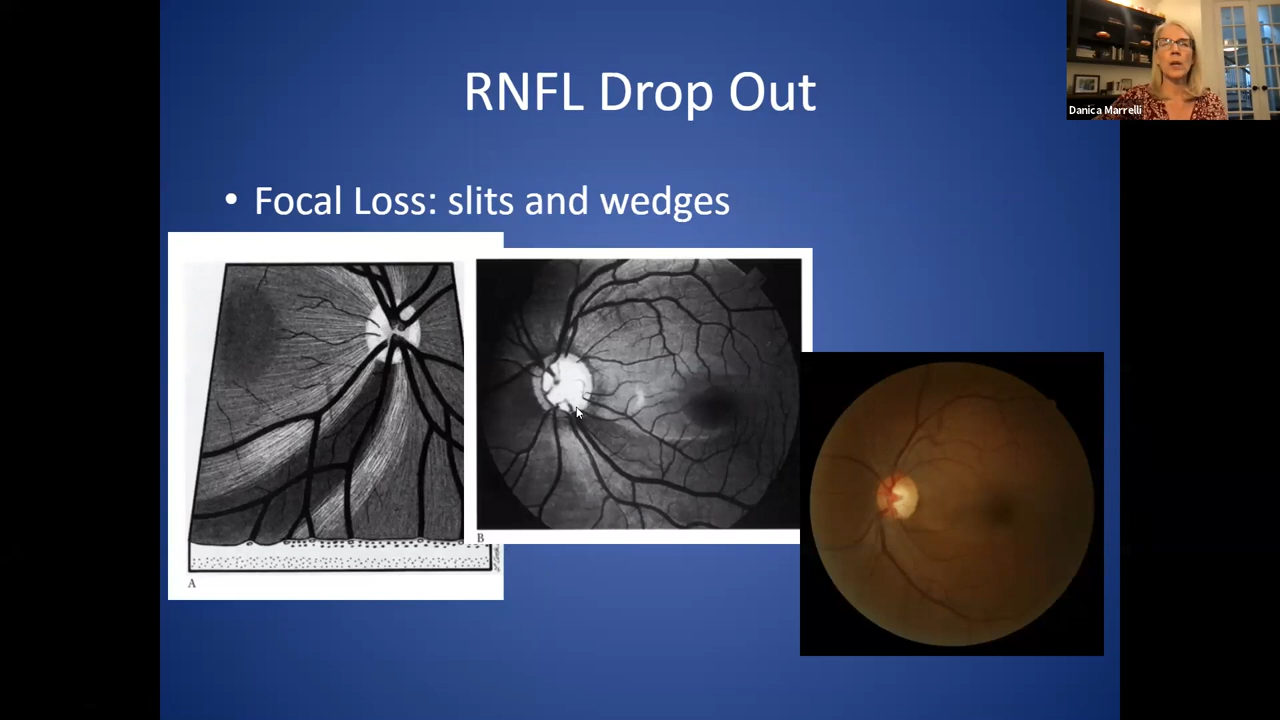 RNFL Drop Out
• Focal Loss: slits and wedges
Danica Marrelli
A
B